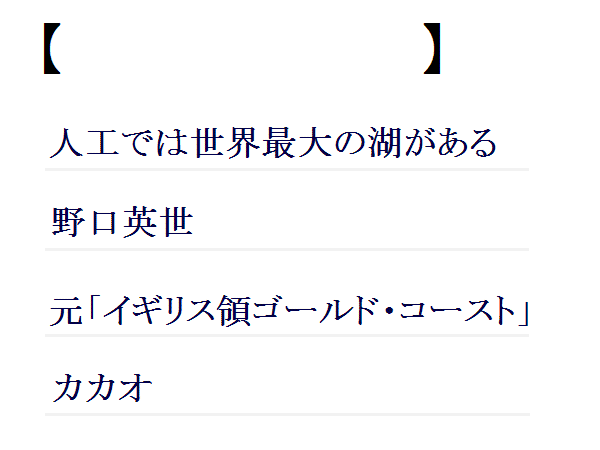 【　　　　　　　　　　】
人工では世界最大の湖がある
野口英世
元「イギリス領ゴールド・コースト」
カカオ